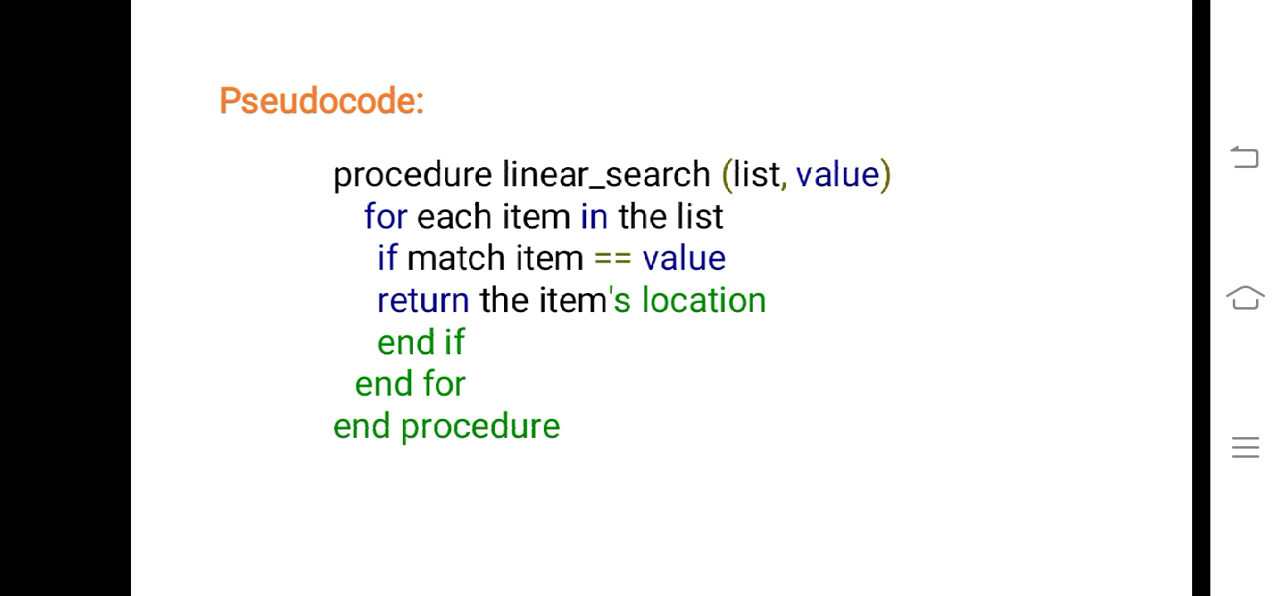 Pseudocode:
procedure linear_search (list, value)
for each item in the list
if match item == value
return the item's location
end if
end for
end procedure